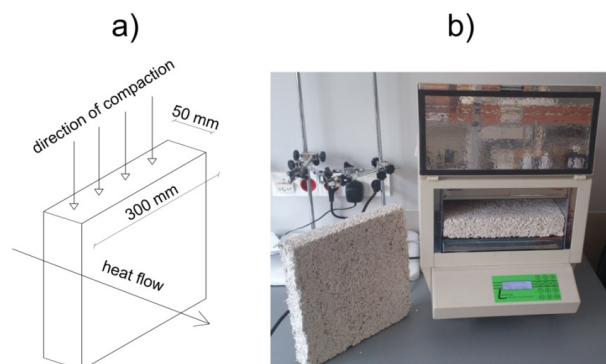 a)
b)
direction of compaction
50 mm
300 mm
heat flow